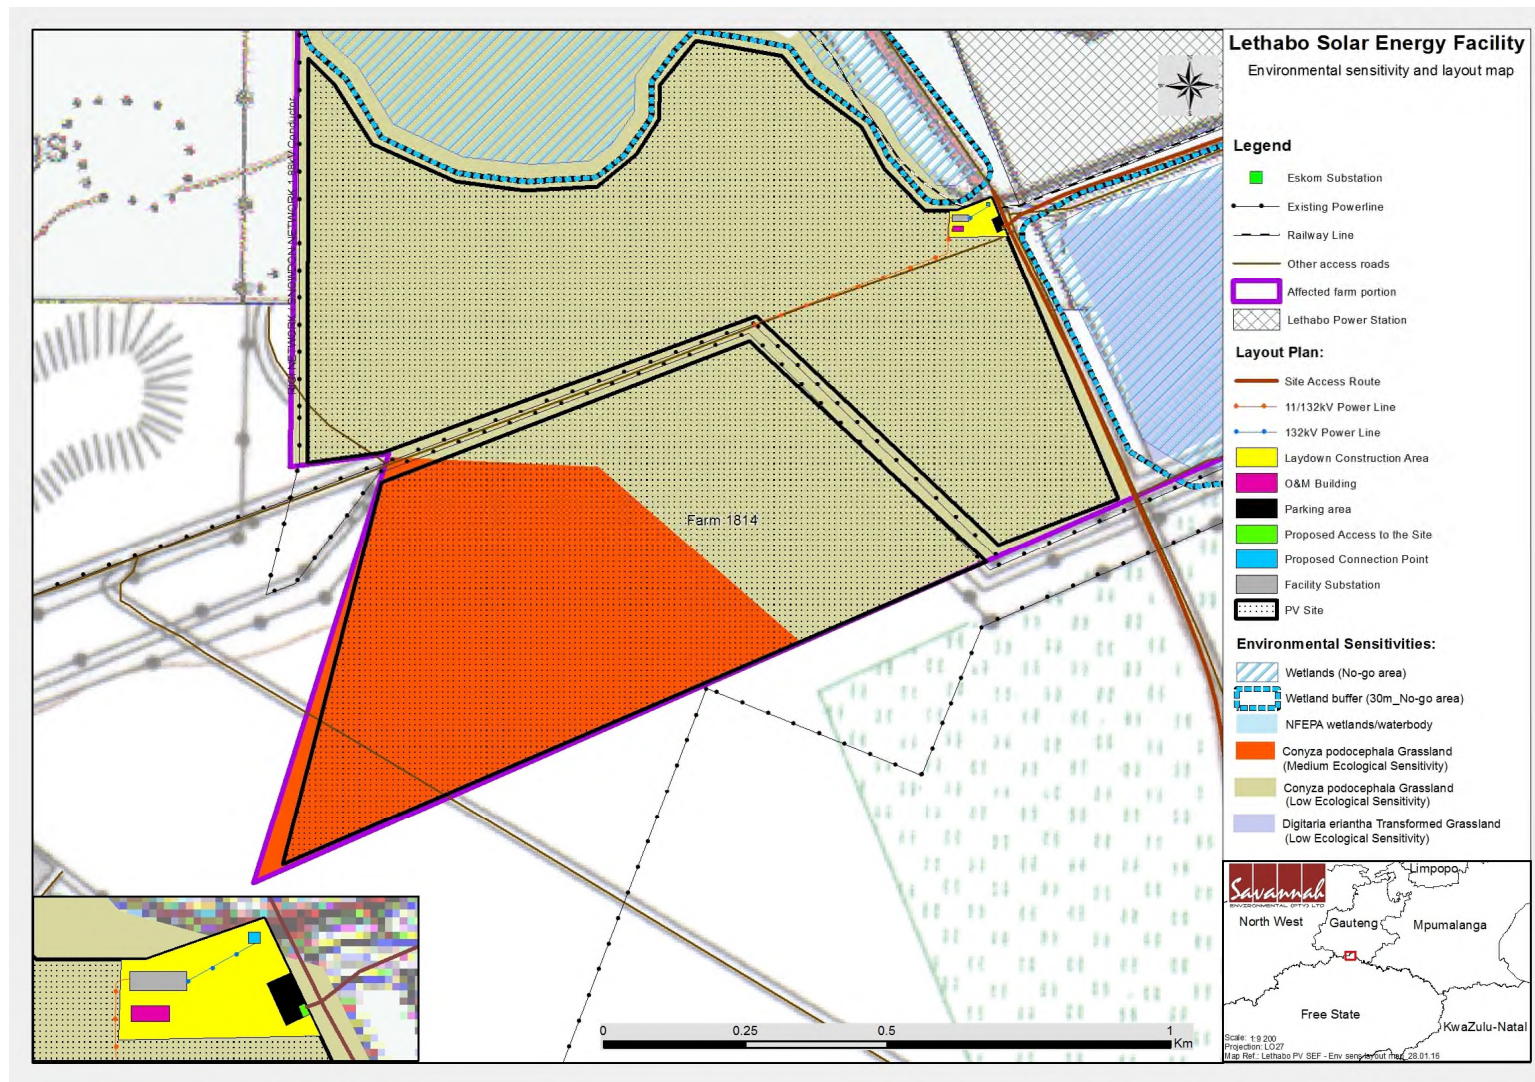 Lethabo Solar Energy Facility
Environmental sensitivity and layout map
Legend
Eskom Substation
Existing Powerline
Railway Line
Other access roads
Affected farm portion
Lethabo Power Station
Layout Plan:
Site Access Route
11/132kV Power Line
132kV Power Line
Laydown Construction Area
O&M Building
Parking area
Proposed Access to the Site
Proposed Connection Point
Facility Substation
PV Site
Environmental Sensitivities:
Wetlands (No-go area)
Wetland buffer (30m_No-go area)
NFEPA wetlands/waterbody
Conyza podocephala Grassland
(Medium Ecological Sensitivity)
Conyza podocephala Grassland
(Low Ecological Sensitivity)
Digitaria eriantha Transformed Grassland
(Low Ecological Sensitivity)
Farm 1814
0 0.25 0.5 1
Km
Savannah
ENVIRONMENTAL (PTY) LTD
Limpopo
North West
Gauteng
Mpumalanga
Free State
KwaZulu-Natal
Scale: 1:9 200
Projection: LO27
Map Ref.: Lethabo PV SEF - Env sens layout map_28.01.16